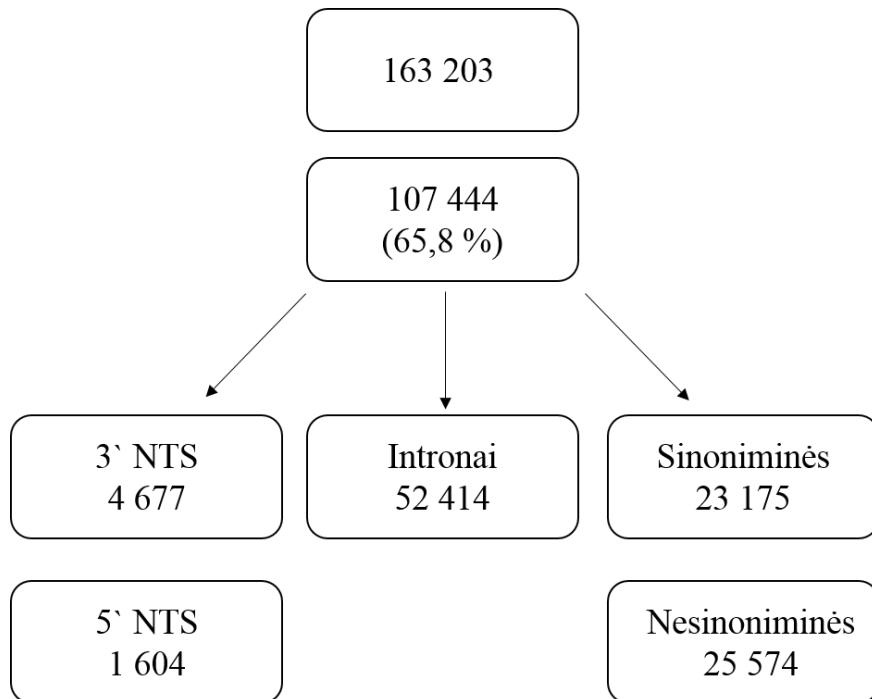 163 203
107 444
(65,8 %)
3` NTS
4 677
Intronai
52 414
Sinoniminės
23 175
5` NTS
1 604
Nesinoniminės
25 574